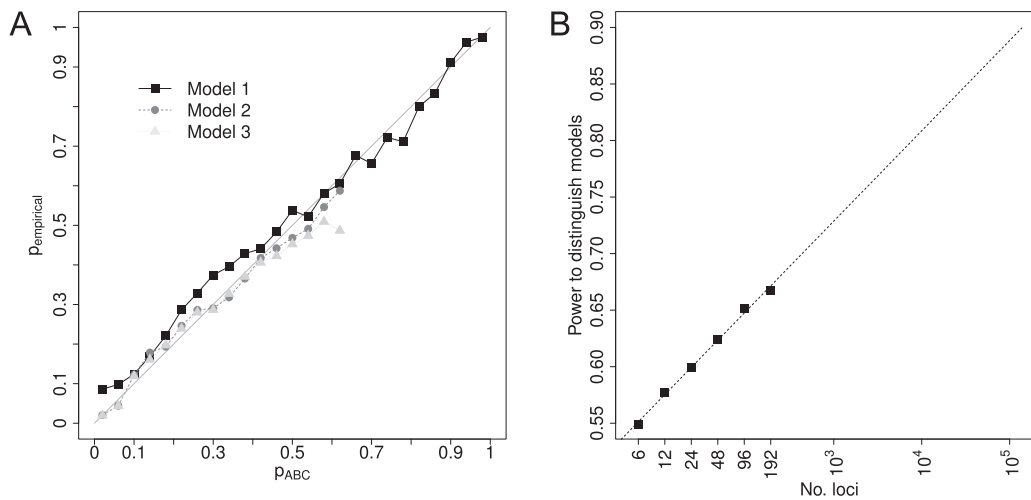 A
1
0.9
0.7
0.5
0.3
0.1
0
p_empirical
Model 1
Model 2
Model 3
0 0.1 0.3 0.5 0.7 0.9 1
p_ABC
B
0.90
0.85
0.80
0.75
0.70
0.65
0.60
0.55
Power to distinguish models
6 12 24 48 96 192 10³ 10⁴ 10⁵
No. loci